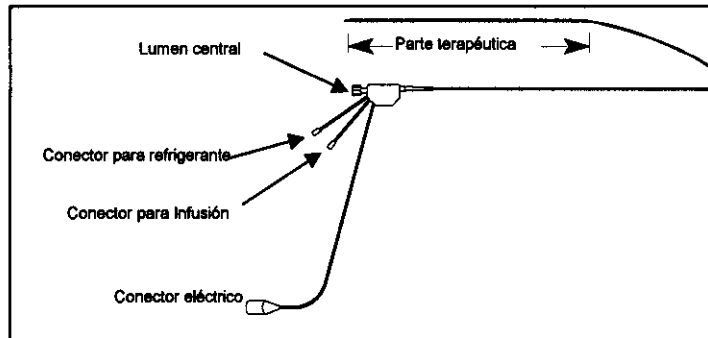 Lumen central
Parte terapéutica
Conector para refrigerante
Conector para Infusión
Conector eléctrico